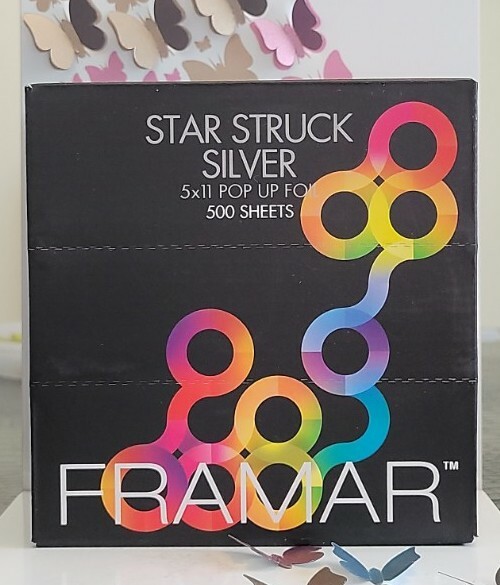 STAR STRUCK
SILVER
5x11 POP UP FOIL
500 SHEETS
FRAMAR™